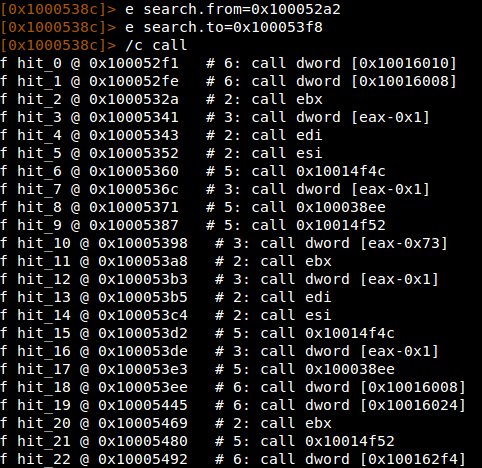 [0x1000538c]> e search.from=0x100052a2
[0x1000538c]> e search.to=0x100053f8
[0x1000538c]> /c call
f hit_0 @ 0x100052f1   # 6: call dword [0x10016010]
f hit_1 @ 0x100052fe   # 6: call dword [0x10016008]
f hit_2 @ 0x1000532a   # 2: call ebx
f hit_3 @ 0x10005341   # 3: call dword [eax-0x1]
f hit_4 @ 0x10005343   # 2: call edi
f hit_5 @ 0x10005352   # 2: call esi
f hit_6 @ 0x10005360   # 5: call 0x10014f4c
f hit_7 @ 0x1000536c   # 3: call dword [eax-0x1]
f hit_8 @ 0x10005371   # 5: call 0x100038ee
f hit_9 @ 0x10005387   # 5: call 0x10014f52
f hit_10 @ 0x10005398   # 3: call dword [eax-0x73]
f hit_11 @ 0x100053a8   # 2: call ebx
f hit_12 @ 0x100053b3   # 3: call dword [eax-0x1]
f hit_13 @ 0x100053b5   # 2: call edi
f hit_14 @ 0x100053c4   # 2: call esi
f hit_15 @ 0x100053d2   # 5: call 0x10014f4c
f hit_16 @ 0x100053de   # 3: call dword [eax-0x1]
f hit_17 @ 0x100053e3   # 5: call 0x100038ee
f hit_18 @ 0x100053ee   # 6: call dword [0x10016008]
f hit_19 @ 0x10005445   # 6: call dword [0x10016024]
f hit_20 @ 0x10005469   # 2: call ebx
f hit_21 @ 0x10005480   # 5: call 0x10014f52
f hit_22 @ 0x10005492   # 6: call dword [0x100162f4]